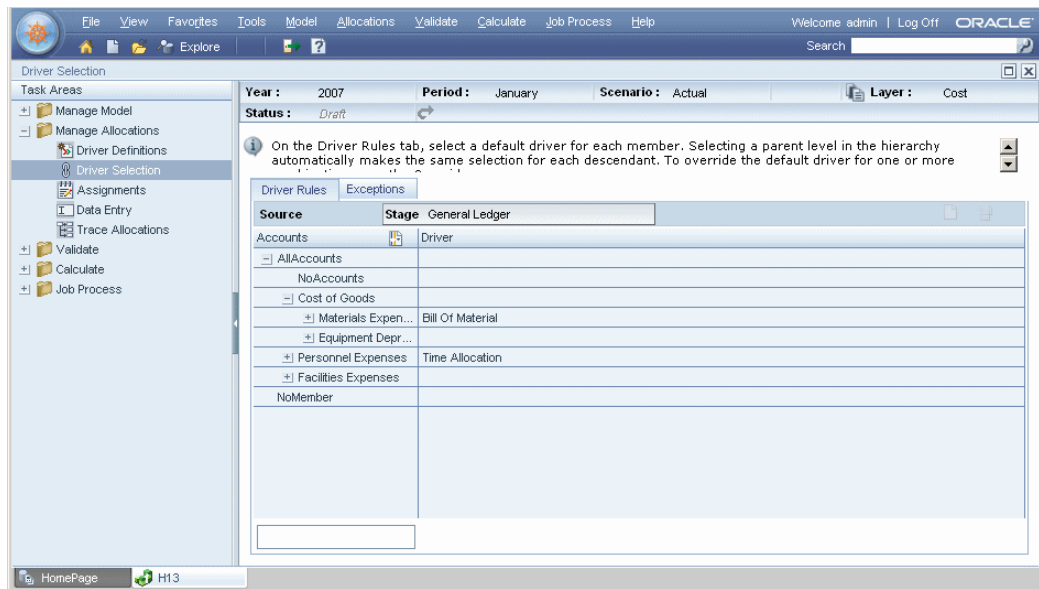 File View Favorites Tools Model Allocations Validate Calculate Job Process Help Welcome admin | Log Off ORACLE
Explore Search
Driver Selection
Task Areas
Manage Model
Manage Allocations
Driver Definitions
Driver Selection
Assignments
Data Entry
Trace Allocations
Validate
Calculate
Job Process
Year : 2007 Period : January Scenario : Actual Layer : Cost
Status : Draft
On the Driver Rules tab, select a default driver for each member. Selecting a parent level in the hierarchy
automatically makes the same selection for each descendant. To override the default driver for one or more
Driver Rules Exceptions
Source Stage General Ledger
Accounts Driver
AllAccounts
NoAccounts
Cost of Goods
Materials Expen... Bill Of Material
Equipment Depr...
Personnel Expenses Time Allocation
Facilities Expenses
NoMember
HomePage H13